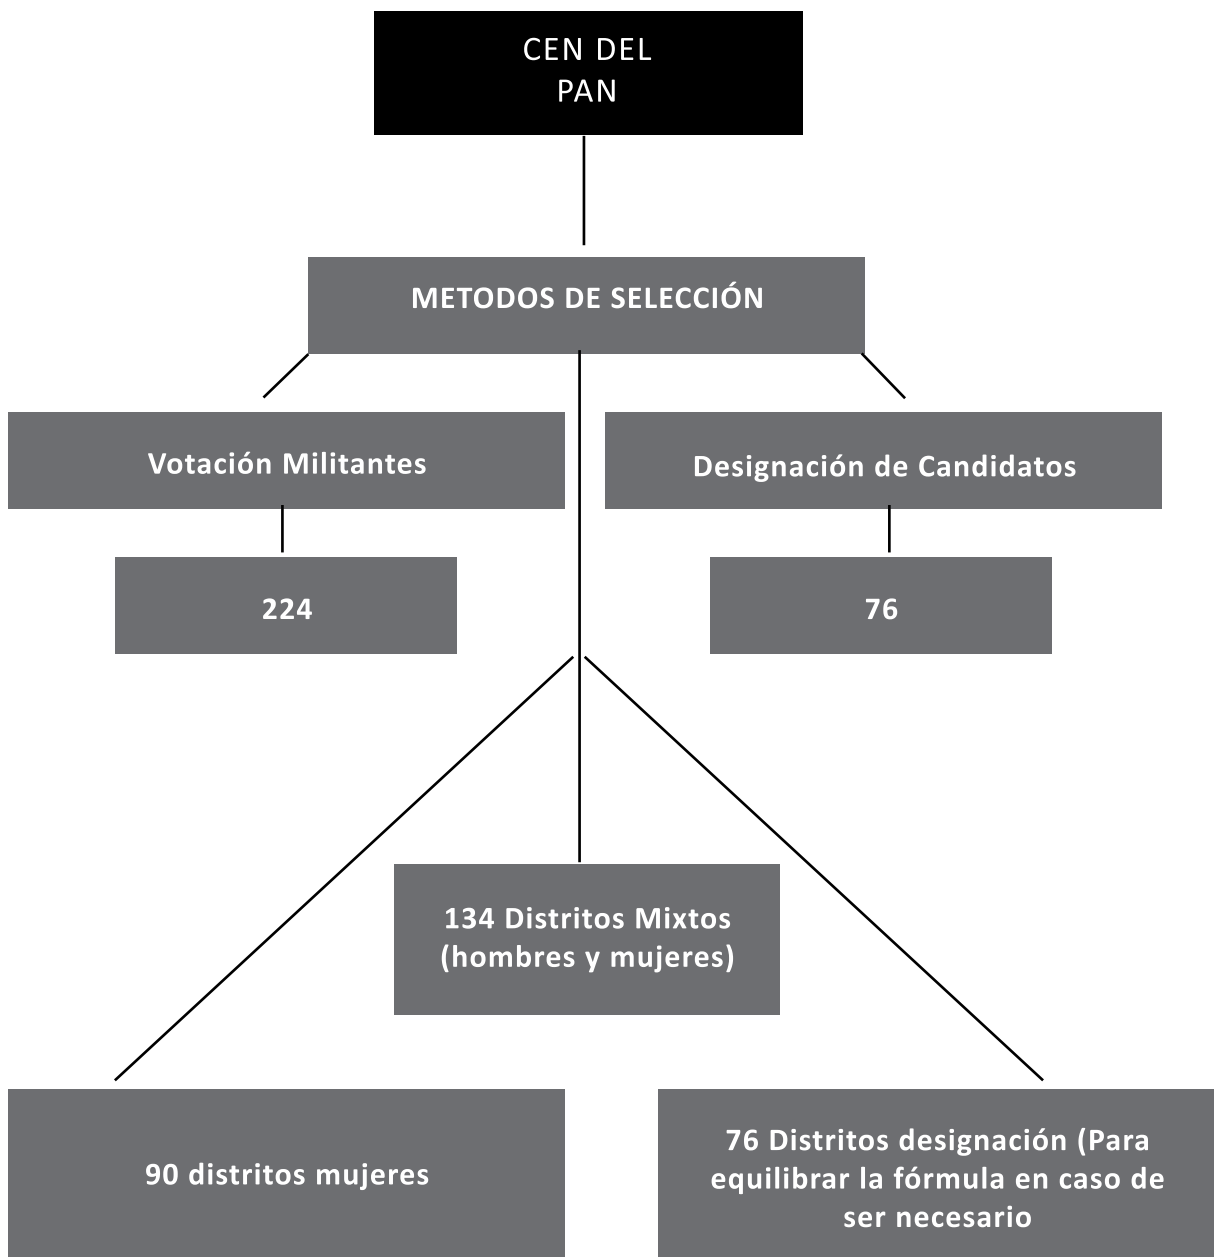 CEN DEL
PAN
METODOS DE SELECCIÓN
Votación Militantes
Designación de Candidatos
224
76
134 Distritos Mixtos
(hombres y mujeres)
90 distritos mujeres
76 Distritos designación (Para
equilibrar la fórmula en caso de
ser necesario